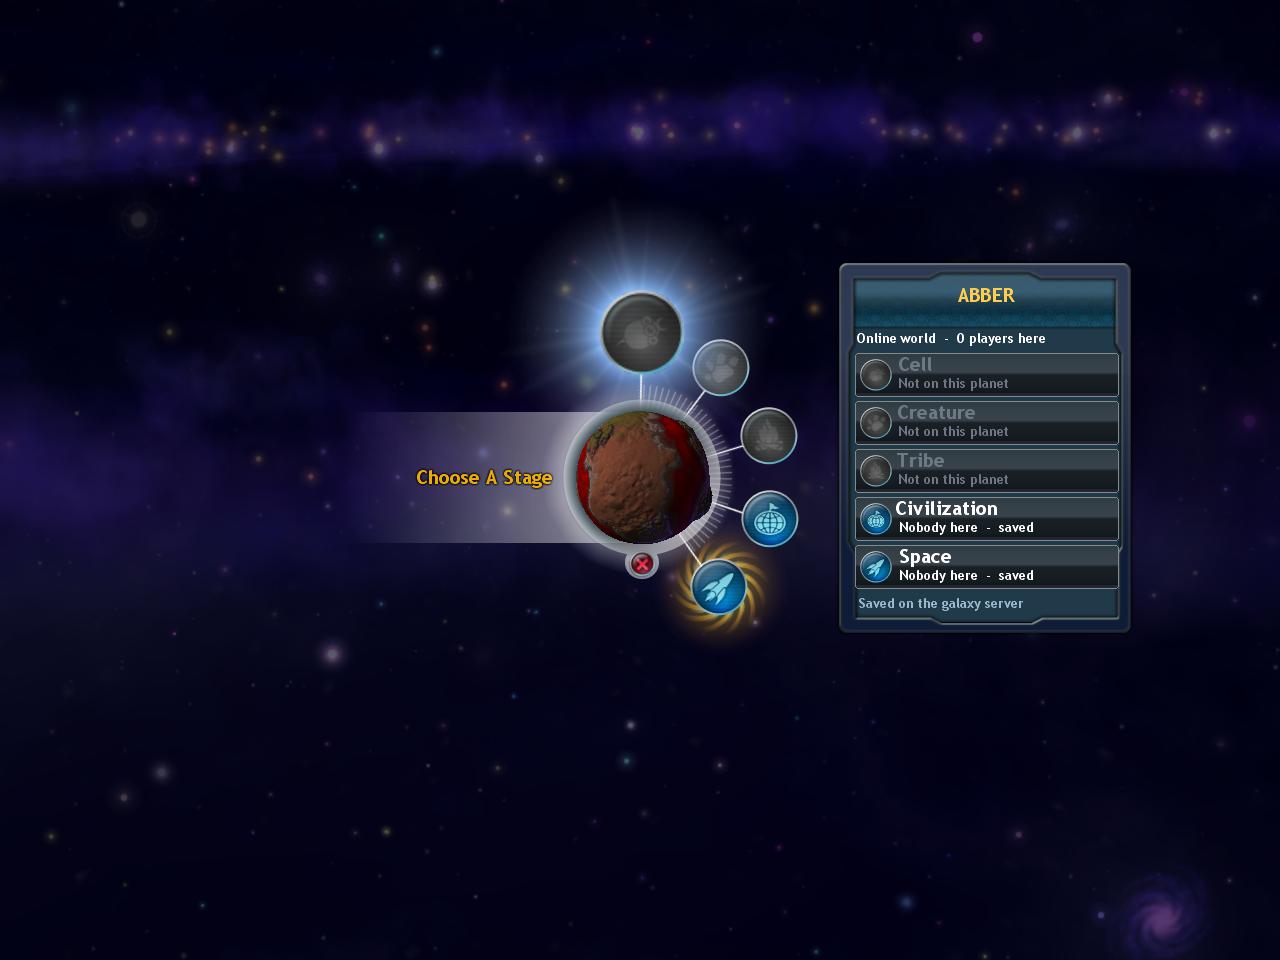 Choose A Stage
ABBER
Online world - 0 players here
Cell
Not on this planet
Creature
Not on this planet
Tribe
Not on this planet
Civilization
Nobody here - saved
Space
Nobody here - saved
Saved on the galaxy server